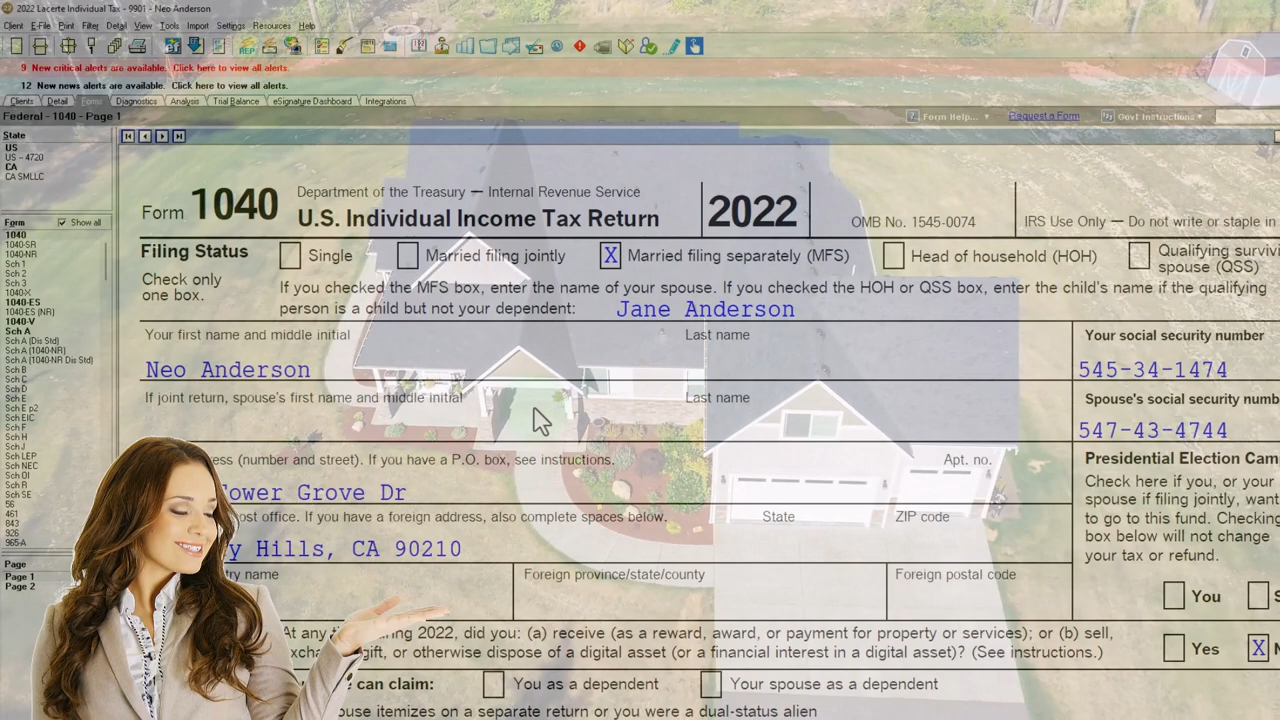 2022 Lacerte Individual Tax - 9901 - Neo Anderson
Client E-File Print Filter Detail View Tools Import Settings Resources Help
9 New critical alerts are available. Click here to view all alerts.
12 New news alerts are available. Click here to view all alerts.
Clients Detail Forms Diagnostics Analysis Trial Balance eSignature Dashboard Integrations
Federal - 1040 - Page 1
Form Help... Request a Form Govt Instructions
State
US
US - 4720
CA
CA SMLLC
Form Show all
1040
1040-SR
1040-NR
Sch 1
Sch 2
Sch 3
1040-X
1040-ES
1040-ES (NR)
1040-V
Sch A
Sch A (Dis Std)
Sch A (1040-NR)
Sch A (1040-NR Dis Std)
Sch B
Sch C
Sch D
Sch E
Sch E p2
Sch EIC
Sch F
Sch H
Sch J
Sch LEP
Sch NEC
Sch OI
Sch R
Sch SE
56
461
843
926
965-A
Page
Page 1
Page 2
Form 1040
Department of the Treasury — Internal Revenue Service
U.S. Individual Income Tax Return
2022
OMB No. 1545-0074
IRS Use Only — Do not write or staple in
Filing Status
Check only
one box.
Single Married filing jointly X Married filing separately (MFS) Head of household (HOH) Qualifying survivi
spouse (QSS)
If you checked the MFS box, enter the name of your spouse. If you checked the HOH or QSS box, enter the child's name if the qualifying
person is a child but not your dependent: Jane Anderson
Your first name and middle initial Last name Your social security number
Neo Anderson 545-34-1474
If joint return, spouse's first name and middle initial Last name Spouse's social security numb
547-43-4744
ess (number and street). If you have a P.O. box, see instructions. Apt. no.
Tower Grove Dr
ost office. If you have a foreign address, also complete spaces below. State ZIP code
y Hills, CA 90210
try name Foreign province/state/county Foreign postal code
Presidential Election Cam
Check here if you, or your
spouse if filing jointly, want
to go to this fund. Checking
box below will not change
your tax or refund.
You S
At any ti ring 2022, did you: (a) receive (as a reward, award, or payment for property or services); or (b) sell,
xcha gift, or otherwise dispose of a digital asset (or a financial interest in a digital asset)? (See instructions.) Yes X N
e can claim: You as a dependent Your spouse as a dependent
ouse itemizes on a separate return or you were a dual-status alien